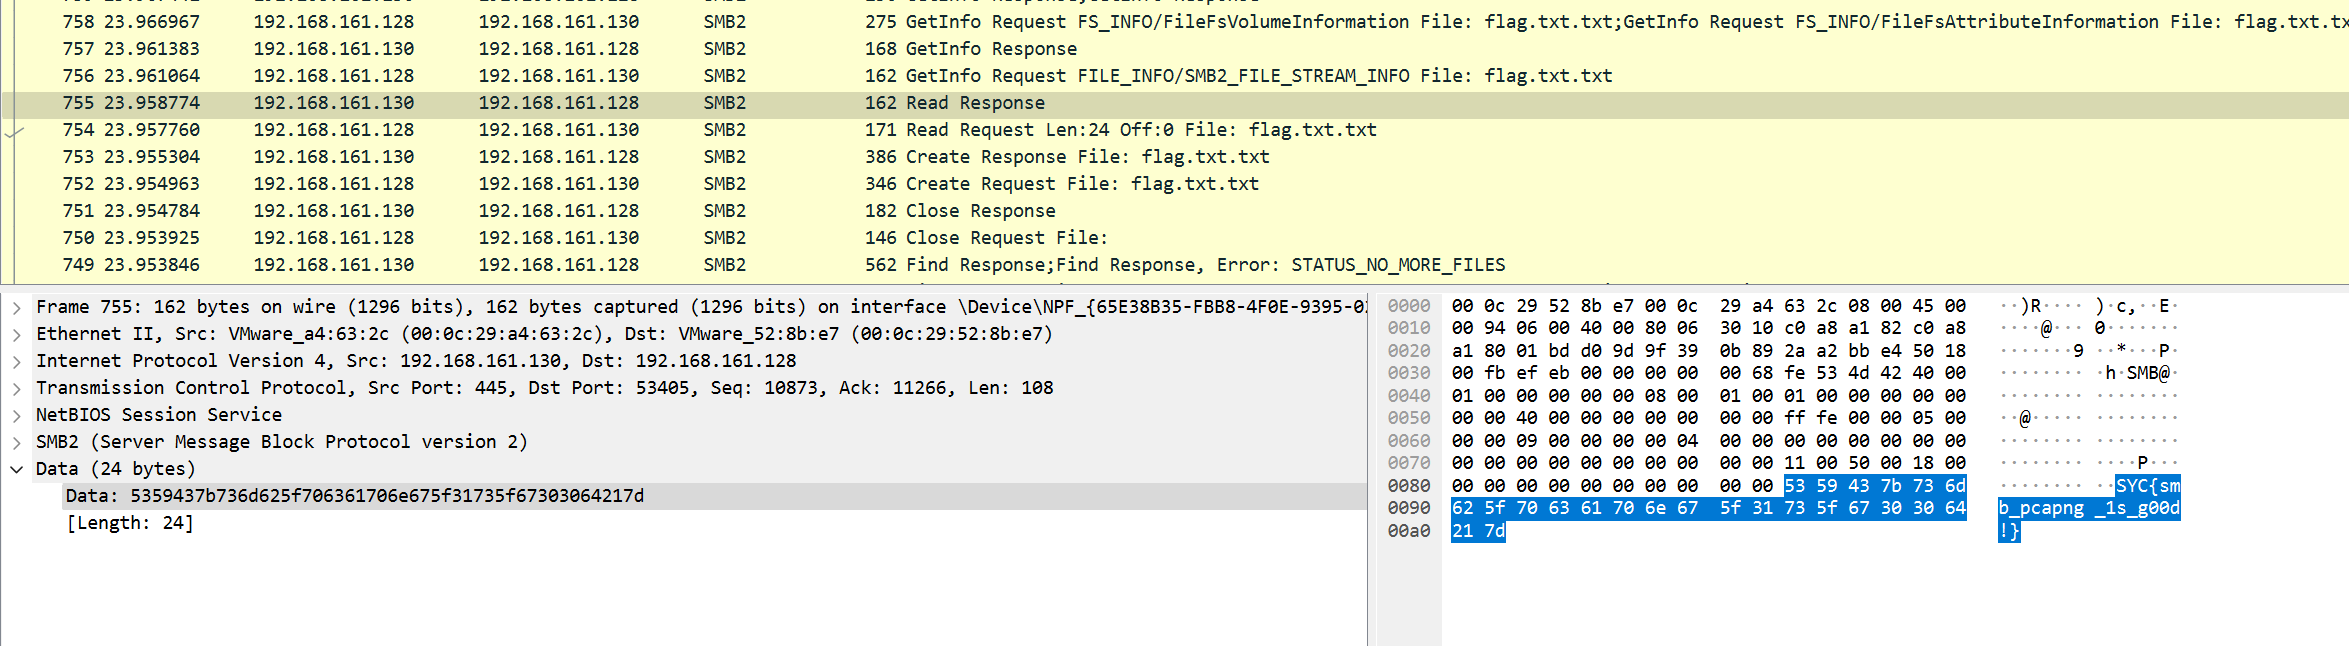 758 23.966967 192.168.161.128 192.168.161.130 SMB2 275 GetInfo Request FS_INFO/FileFsVolumeInformation File: flag.txt.txt;GetInfo Request FS_INFO/FileFsAttributeInformation File: flag.txt.tx
757 23.961383 192.168.161.130 192.168.161.128 SMB2 168 GetInfo Response
756 23.961064 192.168.161.128 192.168.161.130 SMB2 162 GetInfo Request FILE_INFO/SMB2_FILE_STREAM_INFO File: flag.txt.txt
755 23.958774 192.168.161.130 192.168.161.128 SMB2 162 Read Response
754 23.957760 192.168.161.128 192.168.161.130 SMB2 171 Read Request Len:24 Off:0 File: flag.txt.txt
753 23.955304 192.168.161.130 192.168.161.128 SMB2 386 Create Response File: flag.txt.txt
752 23.954963 192.168.161.128 192.168.161.130 SMB2 346 Create Request File: flag.txt.txt
751 23.954784 192.168.161.130 192.168.161.128 SMB2 182 Close Response
750 23.953925 192.168.161.128 192.168.161.130 SMB2 146 Close Request File:
749 23.953846 192.168.161.130 192.168.161.128 SMB2 562 Find Response;Find Response, Error: STATUS_NO_MORE_FILES
Frame 755: 162 bytes on wire (1296 bits), 162 bytes captured (1296 bits) on interface \Device\NPF_{65E38B35-FBB8-4F0E-9395-0
Ethernet II, Src: VMware_a4:63:2c (00:0c:29:a4:63:2c), Dst: VMware_52:8b:e7 (00:0c:29:52:8b:e7)
Internet Protocol Version 4, Src: 192.168.161.130, Dst: 192.168.161.128
Transmission Control Protocol, Src Port: 445, Dst Port: 53405, Seq: 10873, Ack: 11266, Len: 108
NetBIOS Session Service
SMB2 (Server Message Block Protocol version 2)
Data (24 bytes)
Data: 5359437b736d625f706361706e675f31735f67303064217d
[Length: 24]
0000 00 0c 29 52 8b e7 00 0c 29 a4 63 2c 08 00 45 00 ··)R···· )·c,··E·
0010 00 94 06 00 40 00 80 06 30 10 c0 a8 a1 82 c0 a8 ····@··· 0·······
0020 a1 80 01 bd d0 9d 9f 39 0b 89 2a a2 bb e4 50 18 ·······9 ··*···P·
0030 00 fb ef eb 00 00 00 00 00 68 fe 53 4d 42 40 00 ········ ·h·SMB@·
0040 01 00 00 00 00 00 08 00 01 00 01 00 00 00 00 00 ········ ········
0050 00 00 40 00 00 00 00 00 00 00 ff fe 00 00 05 00 ··@····· ········
0060 00 00 09 00 00 00 00 04 00 00 00 00 00 00 00 00 ········ ········
0070 00 00 00 00 00 00 00 00 00 00 11 00 50 00 18 00 ········ ····P···
0080 00 00 00 00 00 00 00 00 00 00 53 59 43 7b 73 6d ········ ··SYC{sm
0090 62 5f 70 63 61 70 6e 67 5f 31 73 5f 67 30 30 64 b_pcapng _1s_g00d
00a0 21 7d !}